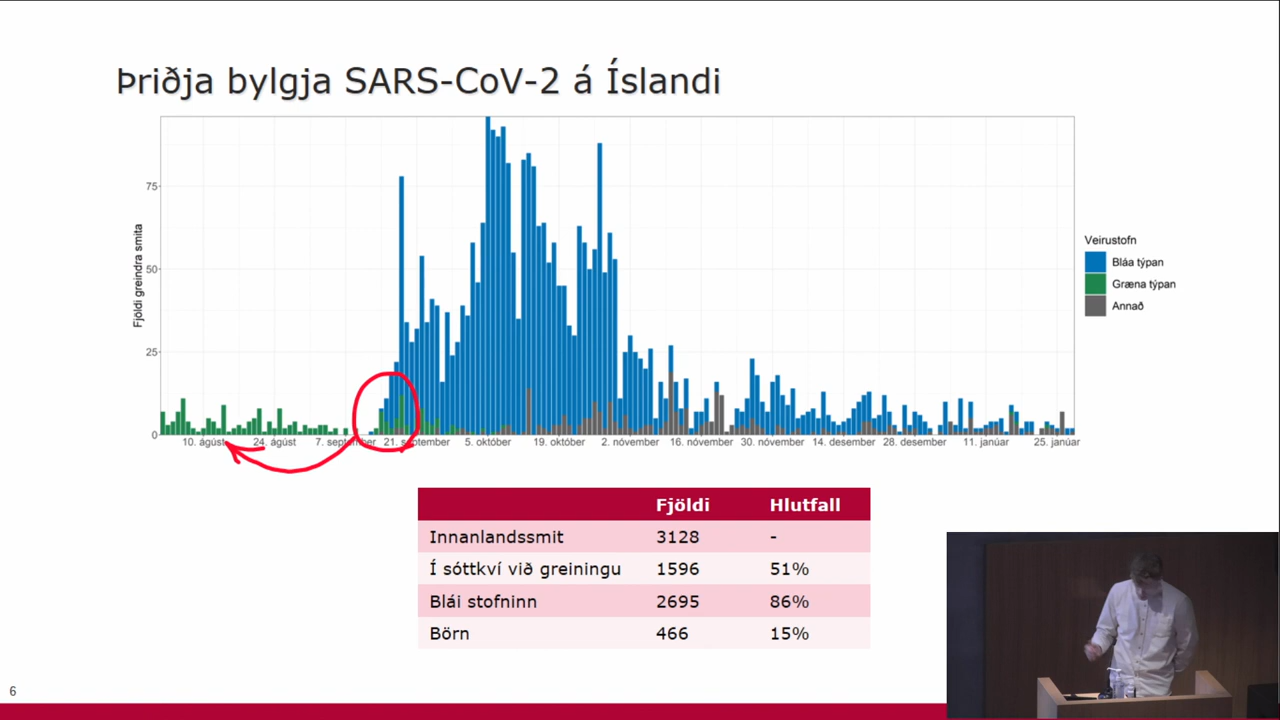 Þriðja bylgja SARS-CoV-2 á Íslandi
Fjöldi greindra smita
75
50
25
0
10. ágúst 24. ágúst 7. september 21. september 5. október 19. október 2. nóvember 16. nóvember 30. nóvember 14. desember 28. desember 11. janúar 25. janúar
Veirustofn
Bláa týpan
Græna týpan
Annað
Fjöldi Hlutfall
Innanlandssmit 3128 -
Í sóttkví við greiningu 1596 51%
Blái stofninn 2695 86%
Börn 466 15%
6